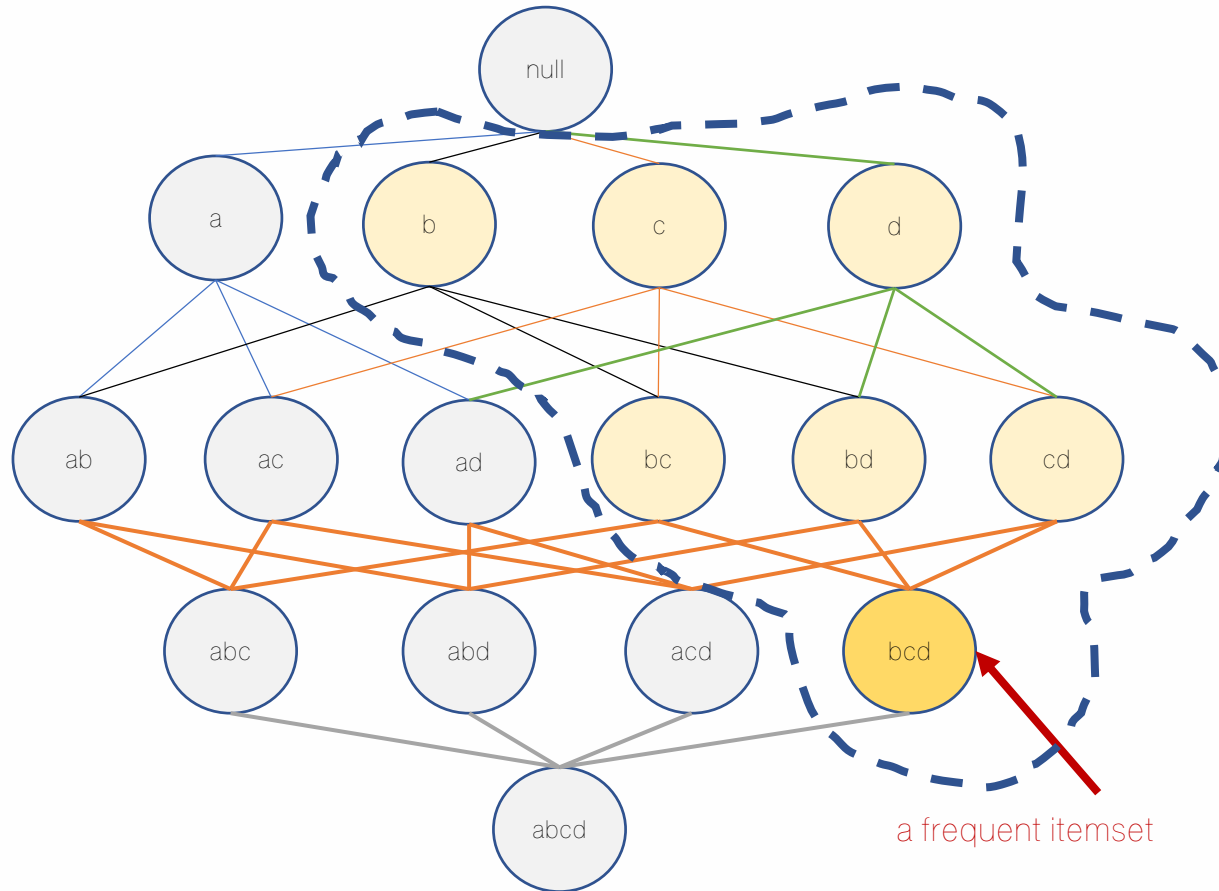 null
a
b
c
d
ab
ac
ad
bc
bd
cd
abc
abd
acd
bcd
abcd
a frequent itemset